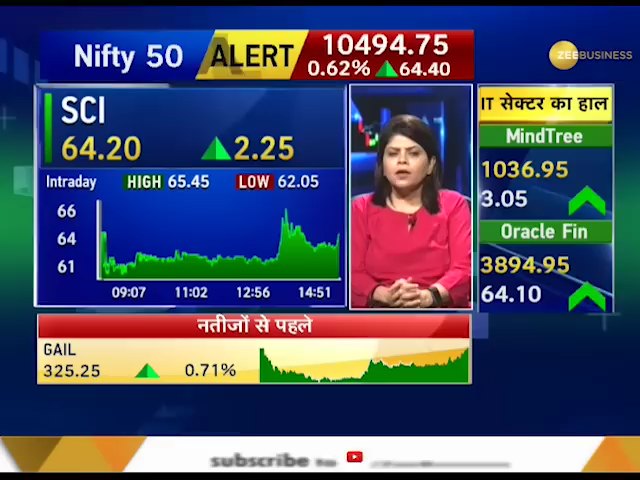 Nifty 50
ALERT
10494.75
0.62% 64.40
ZEE BUSINESS
SCI
64.20 2.25
Intraday HIGH 65.45 LOW 62.05
66
64
61
09:07 11:02 12:56 14:51
IT सेक्टर का हाल
MindTree
1036.95
3.05
Oracle Fin
3894.95
64.10
नतीजों से पहले
GAIL
325.25 0.71%
subscribe